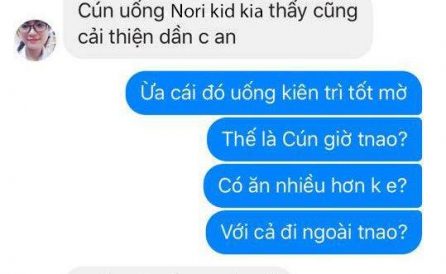 Cún uống Nori kid kia thấy cũng
cải thiện dần c an
Ừa cái đó uống kiên trì tốt mờ
Thế là Cún giờ tnao?
Có ăn nhiều hơn k e?
Với cả đi ngoài tnao?